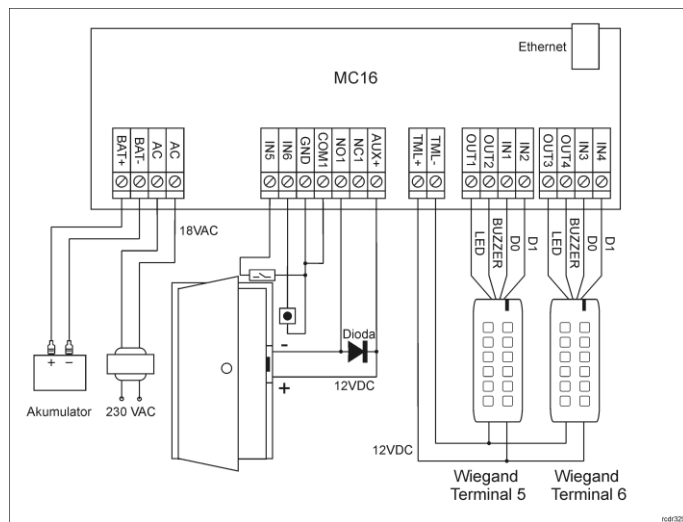 Ethernet
MC16
BAT+
BAT-
AC
AC
IN5
IN6
GND
COM1
NO1
NC1
AUX+
TML+
TML-
OUT1
OUT2
IN1
IN2
OUT3
OUT4
IN3
IN4
18VAC
LED
BUZZER
D0
D1
LED
BUZZER
D0
D1
Dioda
-
+
12VDC
+ -
Akumulator
230 VAC
12VDC
Wiegand
Terminal 5
Wiegand
Terminal 6